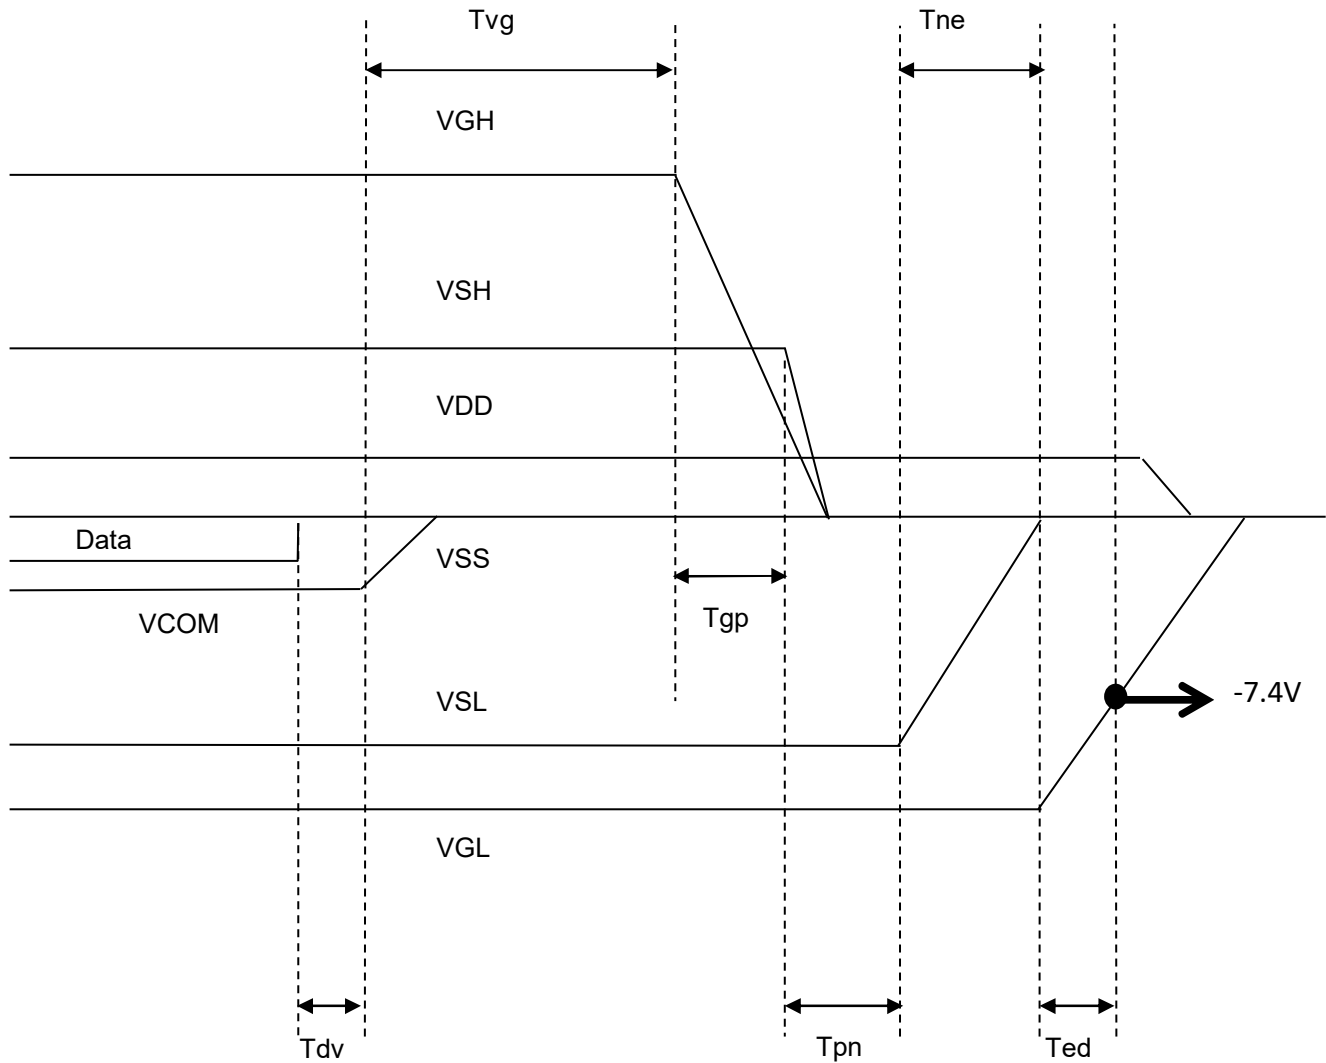 Tvg
Tne
VGH
VSH
VDD
Data
VSS
VCOM
Tgp
VSL
-7.4V
VGL
Tdv
Tpn
Ted